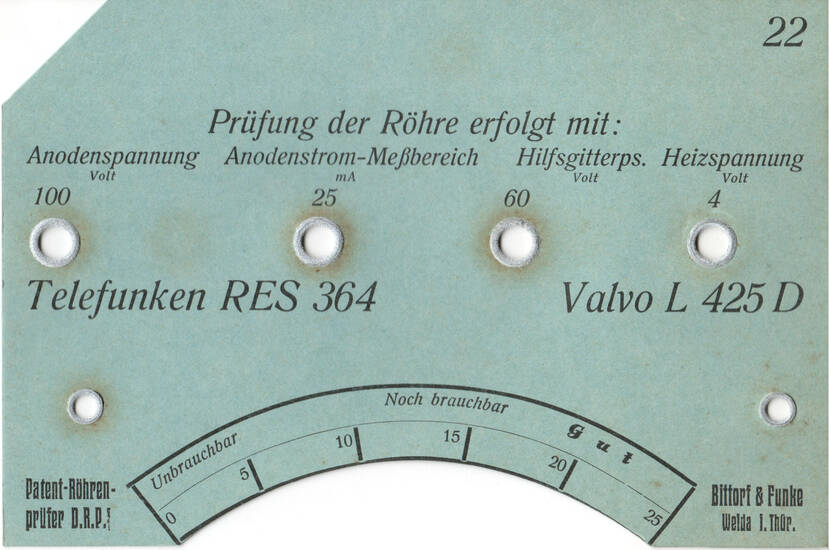 22
Prüfung der Röhre erfolgt mit:
Anodenspannung Anodenstrom-Meßbereich Hilfsgitterps. Heizspannung
Volt mA Volt Volt
100 25 60 4
Telefunken RES 364 Valvo L 425 D
Unbrauchbar Noch brauchbar Gut
0 5 10 15 20 25
Patent-Röhren-
prüfer D.R.P.
Bittorf & Funke
Weida i. Thür.